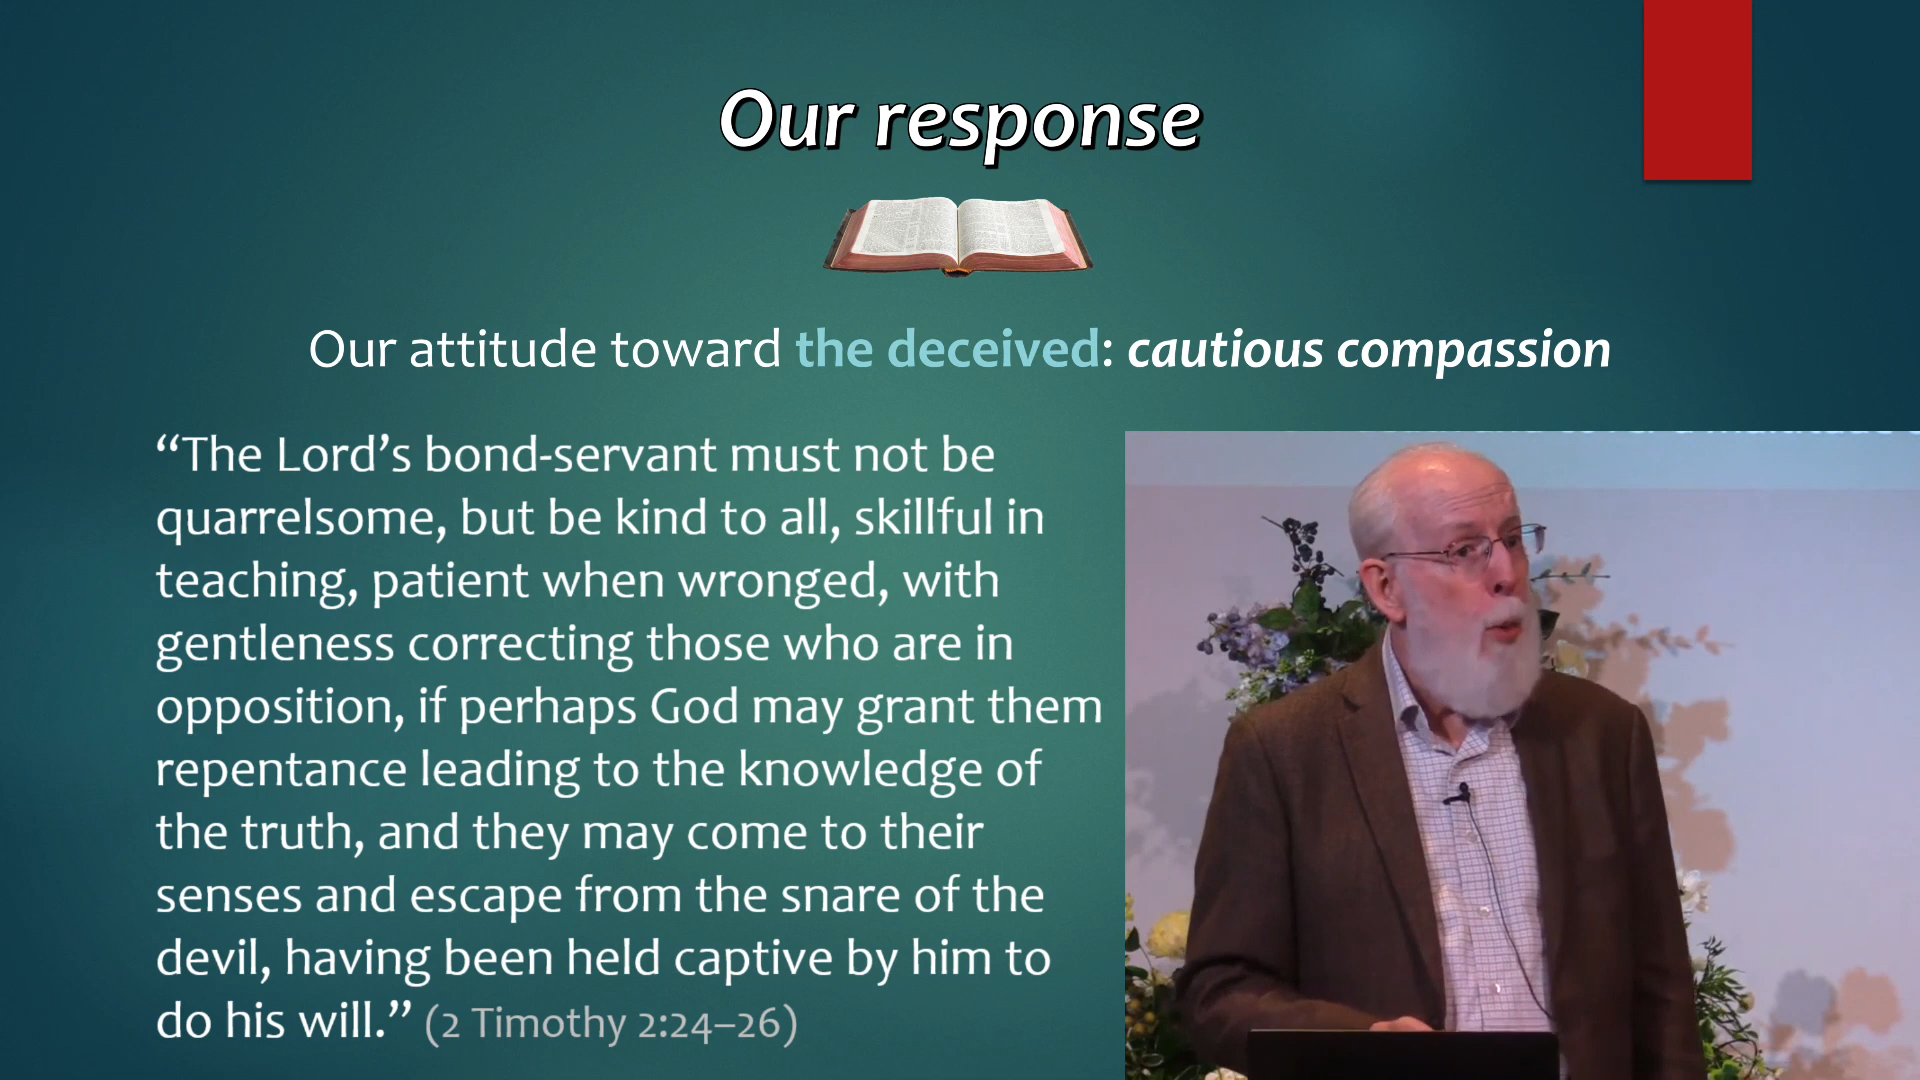 Our response
Our attitude toward the deceived: cautious compassion
“The Lord’s bond-servant must not be
quarrelsome, but be kind to all, skillful in
teaching, patient when wronged, with
gentleness correcting those who are in
opposition, if perhaps God may grant them
repentance leading to the knowledge of
the truth, and they may come to their
senses and escape from the snare of the
devil, having been held captive by him to
do his will.” (2 Timothy 2:24–26)